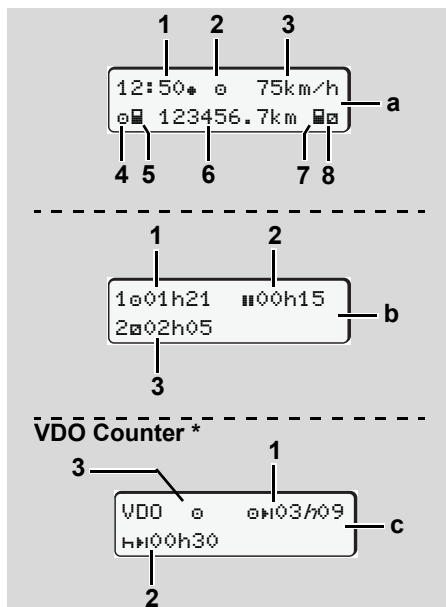 1 2 3
12:50 75km/h
a
123456.7km
4 5 6 7 8
1 2
1 01h21 00h15
b
2 02h05
3
VDO Counter *
1
3
VDO 03h09
c
00h30
2